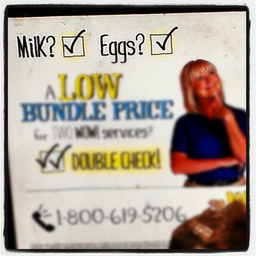 Milk? Eggs?
A LOW
BUNDLE PRICE
for TWO WOW! services?
DOUBLE CHECK!
1-800-619-5206